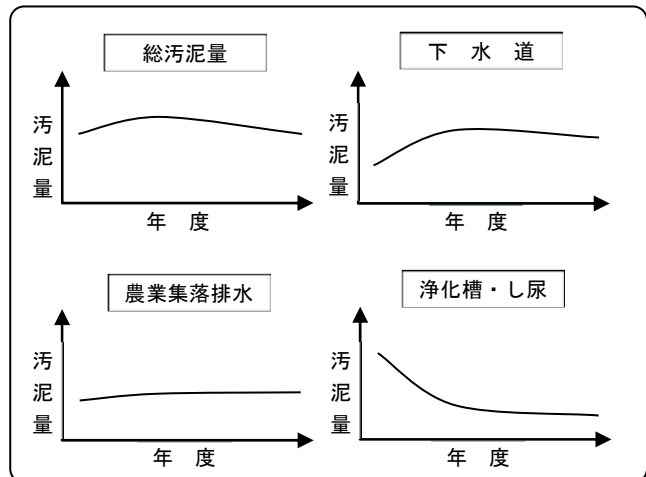 総汚泥量
汚泥量
年 度
下 水 道
汚泥量
年 度
農業集落排水
汚泥量
年 度
浄化槽・し尿
汚泥量
年 度